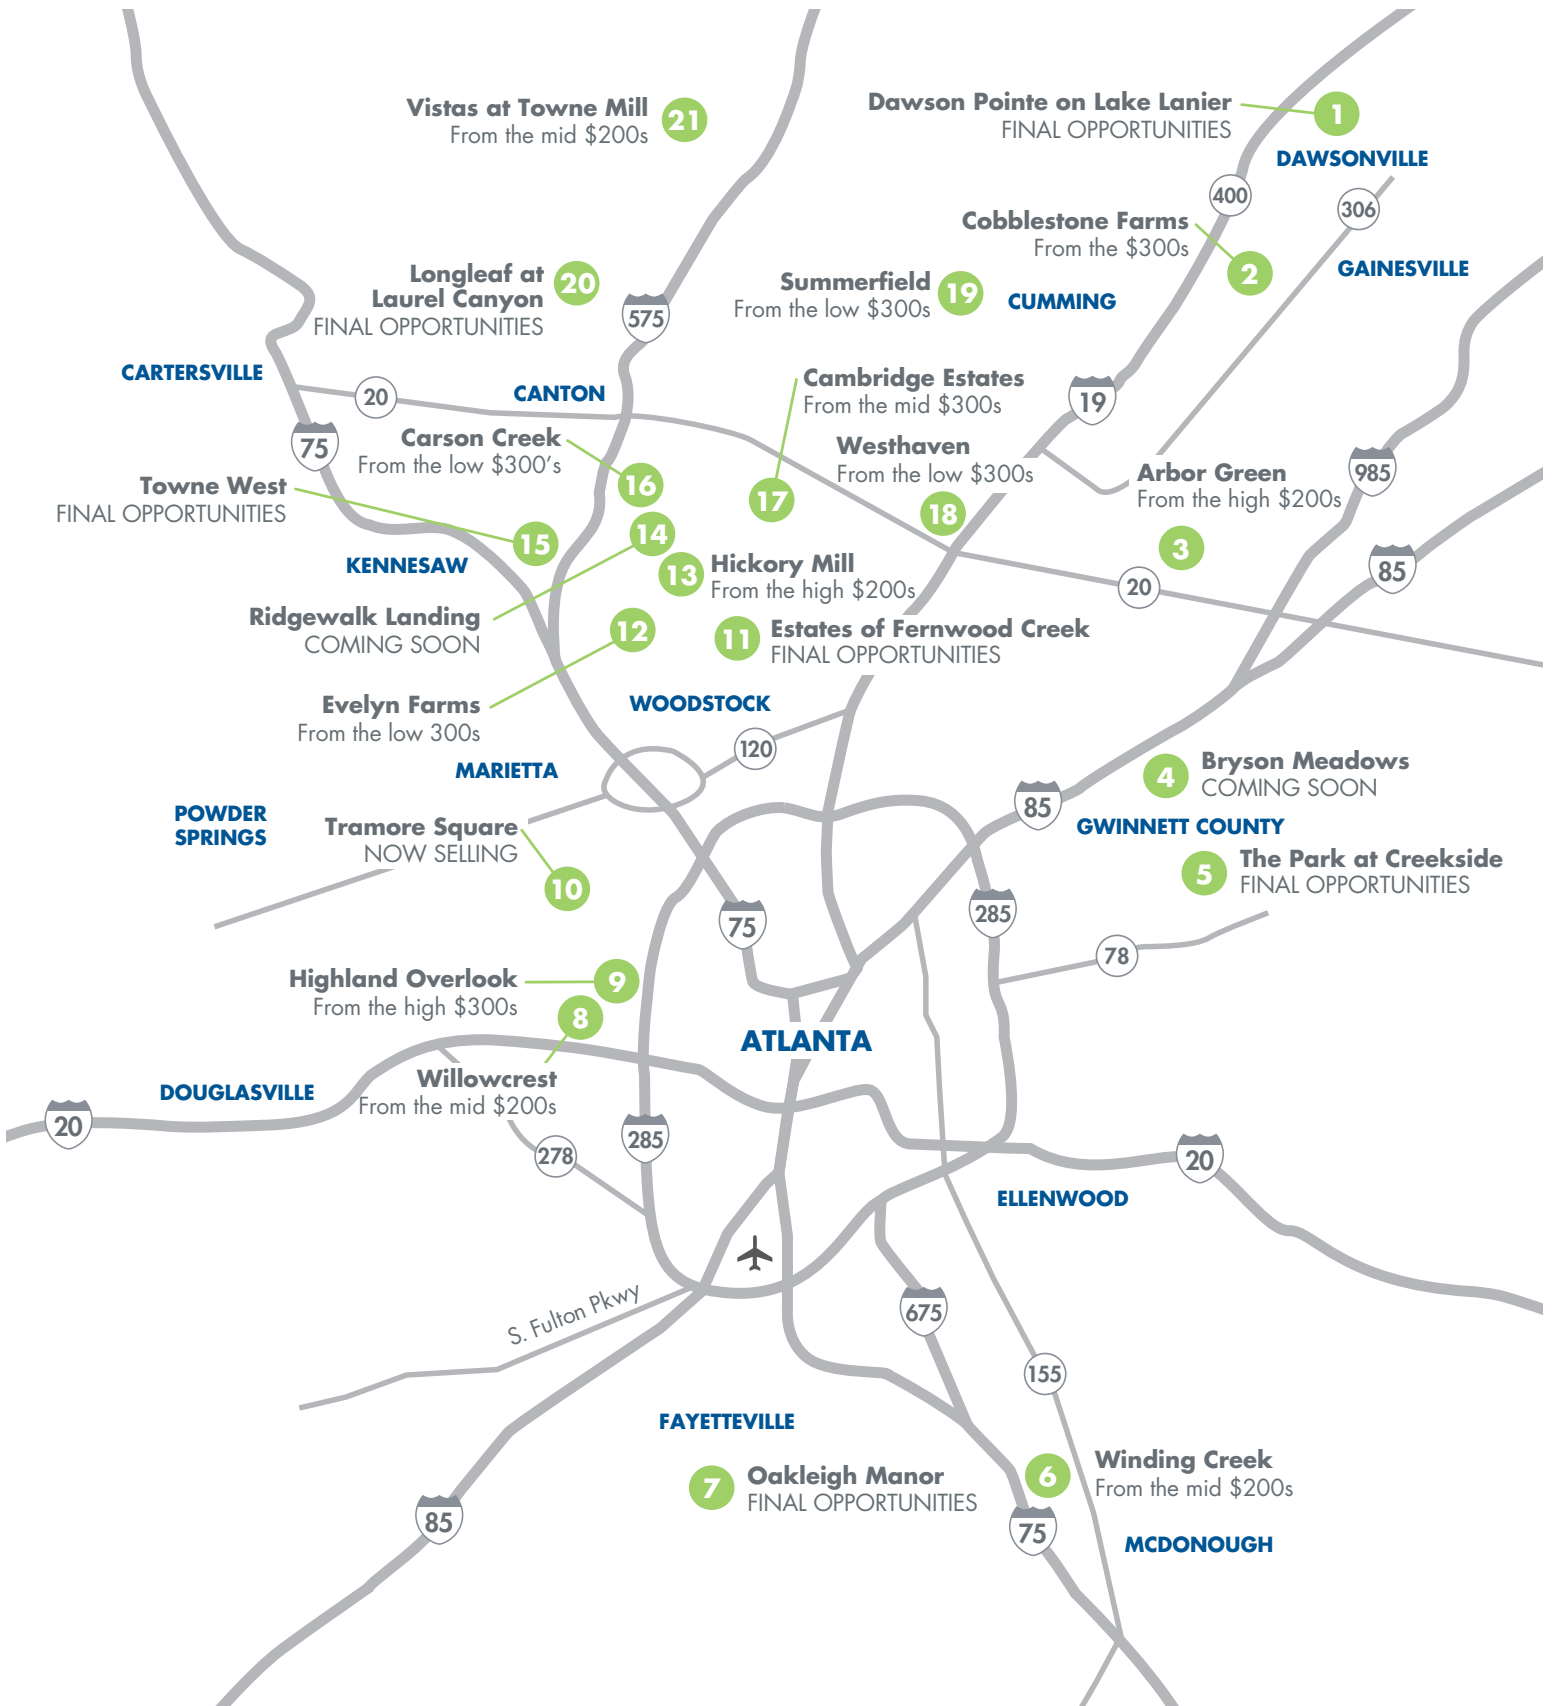 Vistas at Towne Mill
From the mid $200s
21
Dawson Pointe on Lake Lanier
FINAL OPPORTUNITIES
1
DAWSONVILLE
400
306
Cobblestone Farms
From the $300s
2
GAINESVILLE
Longleaf at
Laurel Canyon
FINAL OPPORTUNITIES
20
575
Summerfield
From the low $300s
19
CUMMING
CARTERSVILLE
20
CANTON
Cambridge Estates
From the mid $300s
17
19
75
Carson Creek
From the low $300's
16
Westhaven
From the low $300s
18
Arbor Green
From the high $200s
3
985
Towne West
FINAL OPPORTUNITIES
15
14
KENNESAW
13
Hickory Mill
From the high $200s
20
85
Ridgewalk Landing
COMING SOON
12
11
Estates of Fernwood Creek
FINAL OPPORTUNITIES
Evelyn Farms
From the low 300s
WOODSTOCK
120
MARIETTA
4
Bryson Meadows
COMING SOON
POWDER
SPRINGS
Tramore Square
NOW SELLING
10
85
GWINNETT COUNTY
5
The Park at Creekside
FINAL OPPORTUNITIES
75
285
78
Highland Overlook
From the high $300s
9
8
ATLANTA
Willowcrest
From the mid $200s
DOUGLASVILLE
20
285
278
20
ELLENWOOD
S. Fulton Pkwy
675
155
FAYETTEVILLE
7
Oakleigh Manor
FINAL OPPORTUNITIES
6
Winding Creek
From the mid $200s
85
75
MCDONOUGH